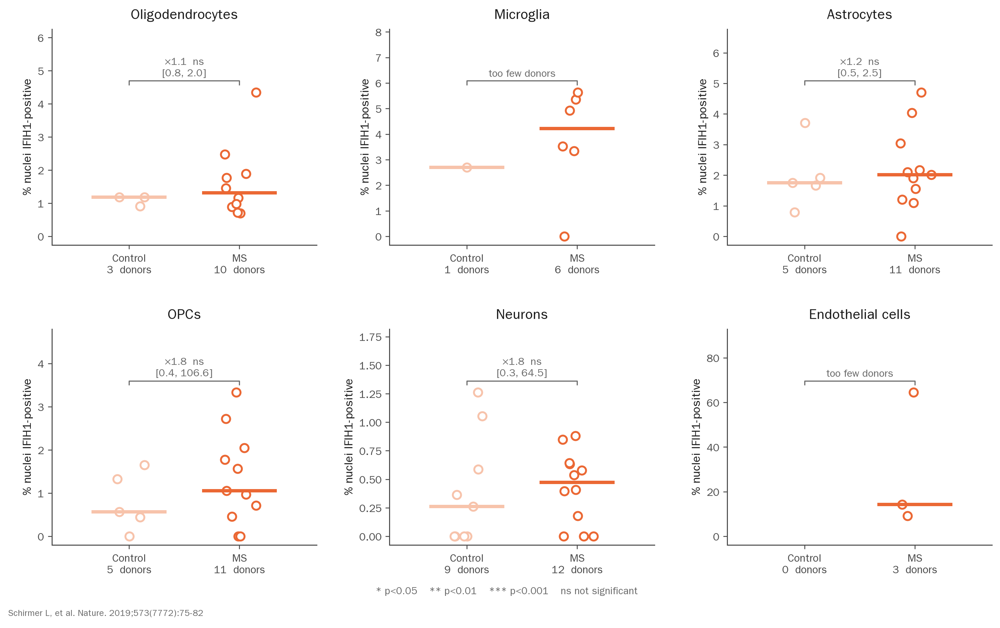 Oligodendrocytes
% nuclei IFIH1-positive
6
5
4
3
2
1
0
×1.1 ns
[0.8, 2.0]
Control
3 donors
MS
10 donors
Microglia
% nuclei IFIH1-positive
8
7
6
5
4
3
2
1
0
too few donors
Control
1 donors
MS
6 donors
Astrocytes
% nuclei IFIH1-positive
6
5
4
3
2
1
0
×1.2 ns
[0.5, 2.5]
Control
5 donors
MS
11 donors
OPCs
% nuclei IFIH1-positive
4
3
2
1
0
×1.8 ns
[0.4, 106.6]
Control
5 donors
MS
11 donors
Neurons
% nuclei IFIH1-positive
1.75
1.50
1.25
1.00
0.75
0.50
0.25
0.00
×1.8 ns
[0.3, 64.5]
Control
9 donors
MS
12 donors
Endothelial cells
% nuclei IFIH1-positive
80
60
40
20
0
too few donors
Control
0 donors
MS
3 donors
* p<0.05 ** p<0.01 *** p<0.001 ns not significant
Schirmer L, et al. Nature. 2019;573(7772):75-82